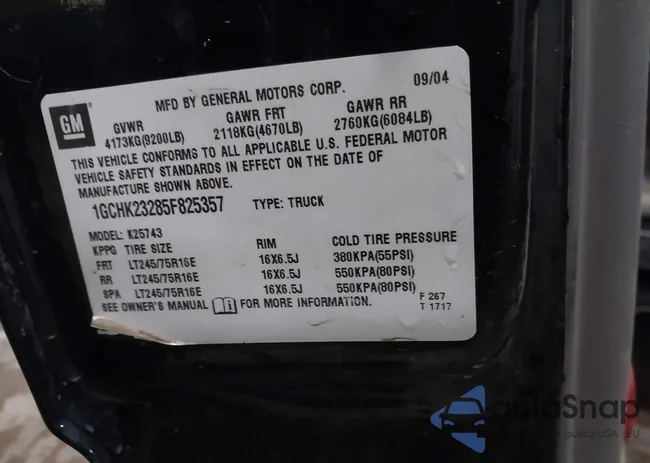 MFD BY GENERAL MOTORS CORP. 09/04
GM
GVWR GAWR FRT GAWR RR
4173KG(9200LB) 2118KG(4670LB) 2760KG(6084LB)
THIS VEHICLE CONFORMS TO ALL APPLICABLE U.S. FEDERAL MOTOR
VEHICLE SAFETY STANDARDS IN EFFECT ON THE DATE OF
MANUFACTURE SHOWN ABOVE.
1GCHK23285F825357 TYPE: TRUCK
MODEL: K25743
KPPG TIRE SIZE RIM COLD TIRE PRESSURE
FRT LT245/75R16E 16X6.5J 380KPA(55PSI)
RR LT245/75R16E 16X6.5J 550KPA(80PSI)
SPA LT245/75R16E 16X6.5J 550KPA(80PSI)
SEE OWNER'S MANUAL i FOR MORE INFORMATION.
F 267
T 1717
autaSnap
aukcji USA i EU